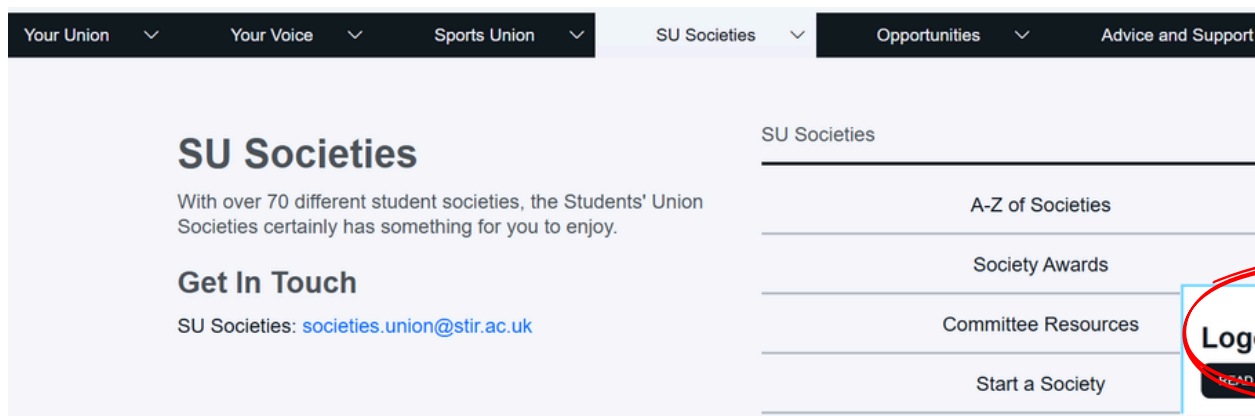 Your Union
Your Voice
Sports Union
SU Societies
Opportunities
Advice and Support
SU Societies
With over 70 different student societies, the Students' Union
Societies certainly has something for you to enjoy.
Get In Touch
SU Societies: societies.union@stir.ac.uk
SU Societies
A-Z of Societies
Society Awards
Committee Resources
Start a Society
READ